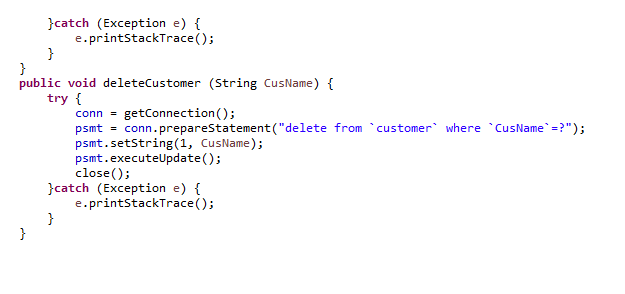 }catch (Exception e) {
e.printStackTrace();
}
}
public void deleteCustomer (String CusName) {
try {
conn = getConnection();
psmt = conn.prepareStatement("delete from `customer` where `CusName`=?");
psmt.setString(1, CusName);
psmt.executeUpdate();
close();
}catch (Exception e) {
e.printStackTrace();
}
}